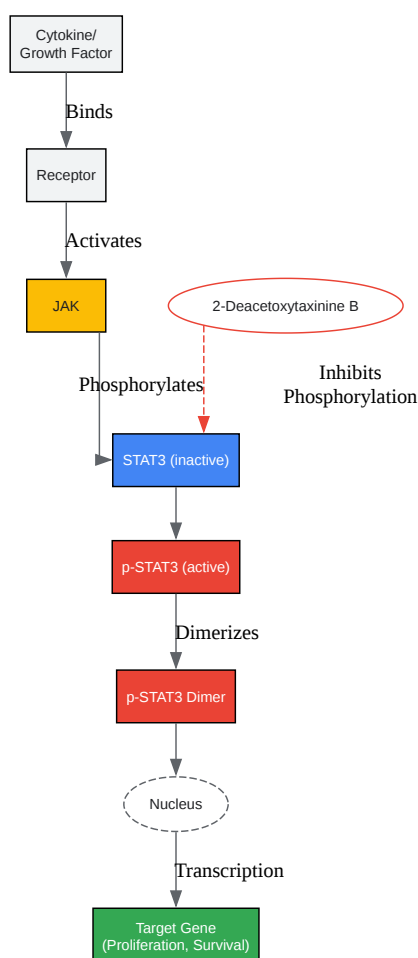 Cytokine/
Growth Factor
Binds
Receptor
Activates
JAK
2-Deacetoxytaxinine B
Phosphorylates
Inhibits
Phosphorylation
STAT3 (inactive)
p-STAT3 (active)
Dimerizes
p-STAT3 Dimer
Nucleus
Transcription
Target Gene
(Proliferation, Survival)